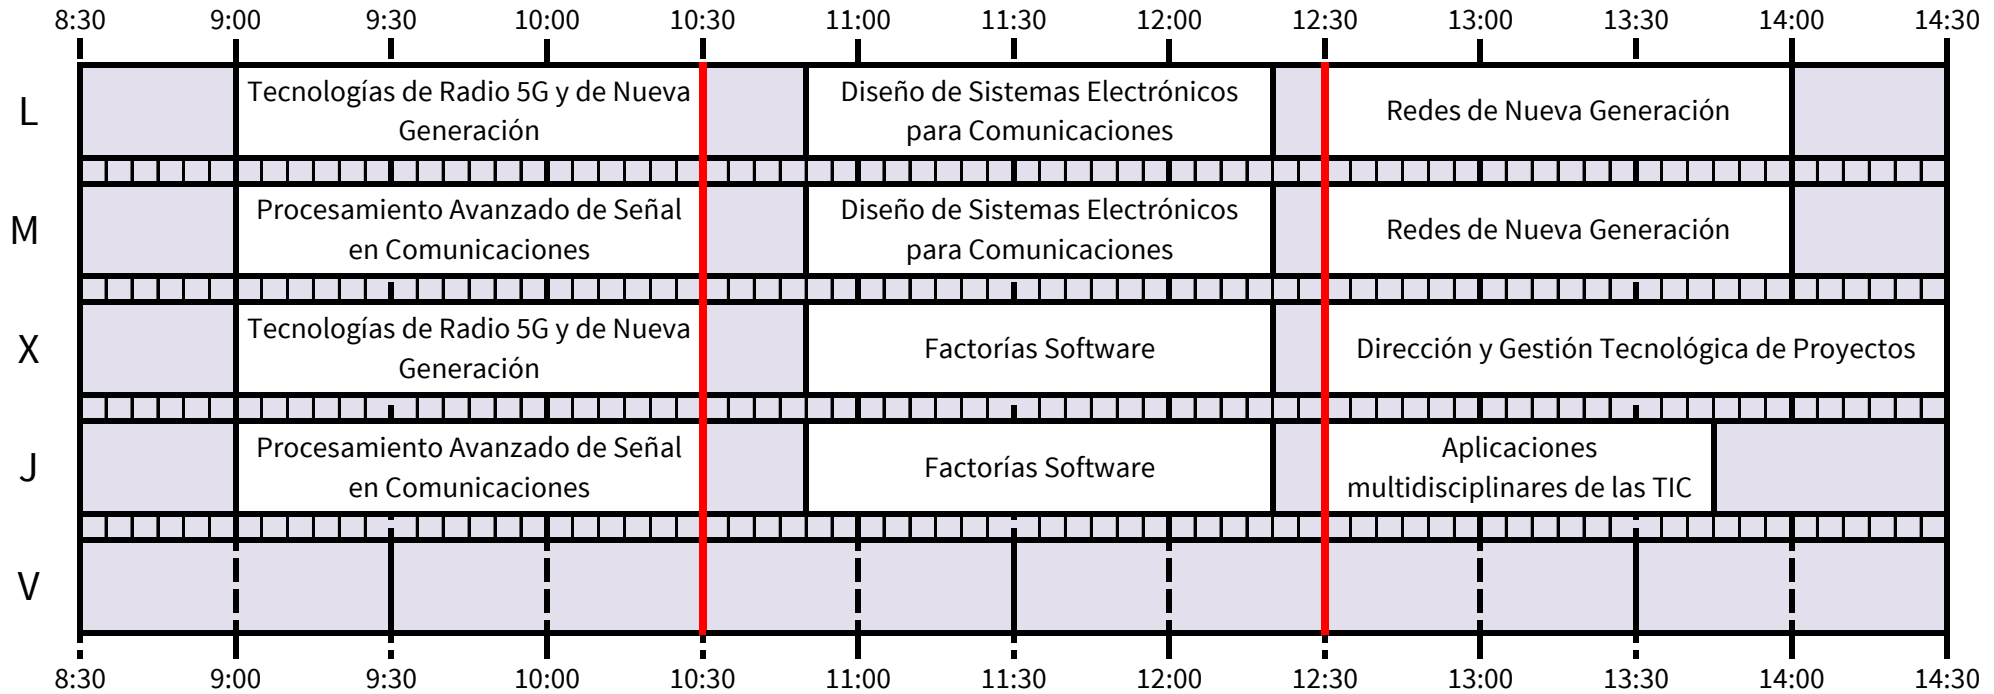 8:30 9:00 9:30 10:00 10:30 11:00 11:30 12:00 12:30 13:00 13:30 14:00 14:30
L
Tecnologías de Radio 5G y de Nueva
Generación
Diseño de Sistemas Electrónicos
para Comunicaciones
Redes de Nueva Generación
M
Procesamiento Avanzado de Señal
en Comunicaciones
Diseño de Sistemas Electrónicos
para Comunicaciones
Redes de Nueva Generación
X
Tecnologías de Radio 5G y de Nueva
Generación
Factorías Software
Dirección y Gestión Tecnológica de Proyectos
J
Procesamiento Avanzado de Señal
en Comunicaciones
Factorías Software
Aplicaciones
multidisciplinares de las TIC
V
8:30 9:00 9:30 10:00 10:30 11:00 11:30 12:00 12:30 13:00 13:30 14:00 14:30